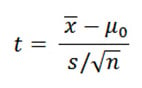 t = (x̅ − μ₀) / (s/√n)